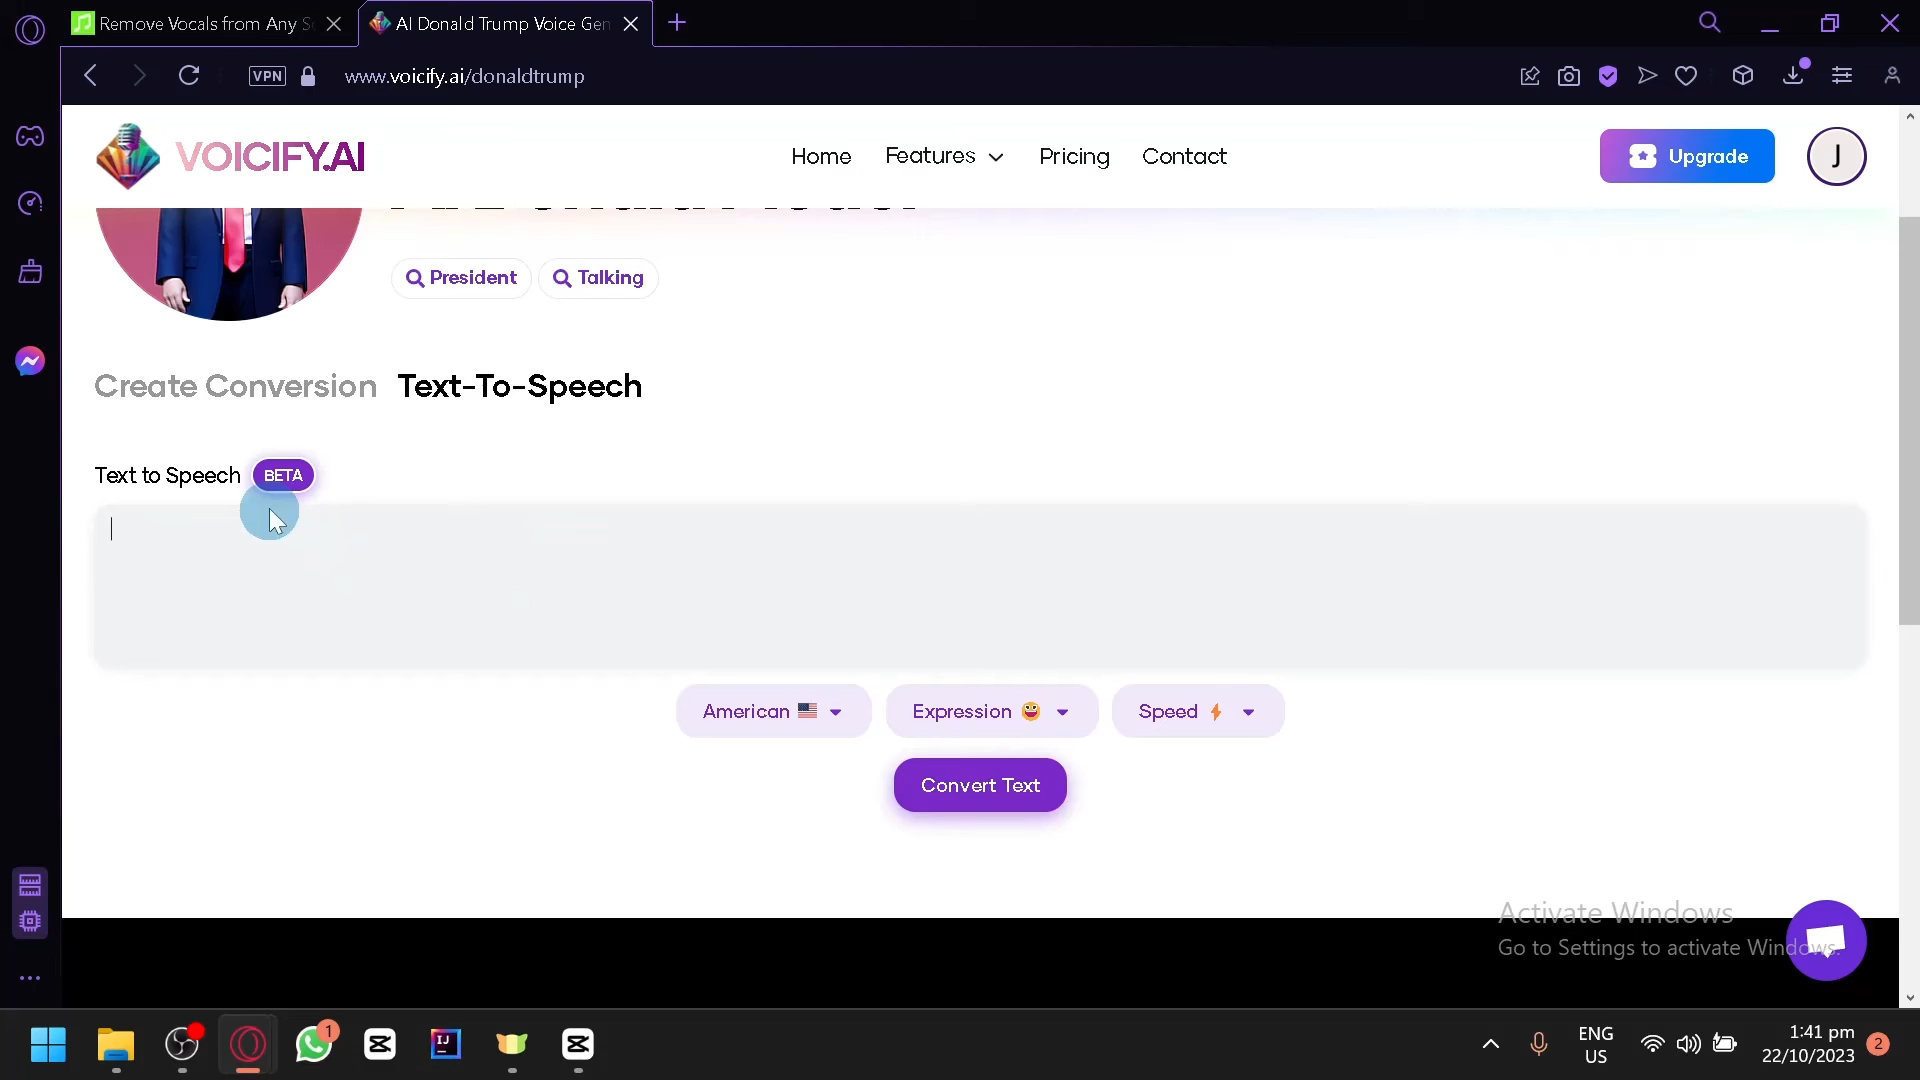 Remove Vocals from Any S
AI Donald Trump Voice Gen
VPN
www.voicify.ai/donaldtrump
VOICIFY.AI
Home
Features
Pricing
Contact
Upgrade
J
President
Talking
Create Conversion
Text-To-Speech
Text to Speech
BETA
American
Expression
Speed
Convert Text
Activate Windows
Go to Settings to activate Windows.
1
IJ
ENG
US
1:41 pm
22/10/2023
2